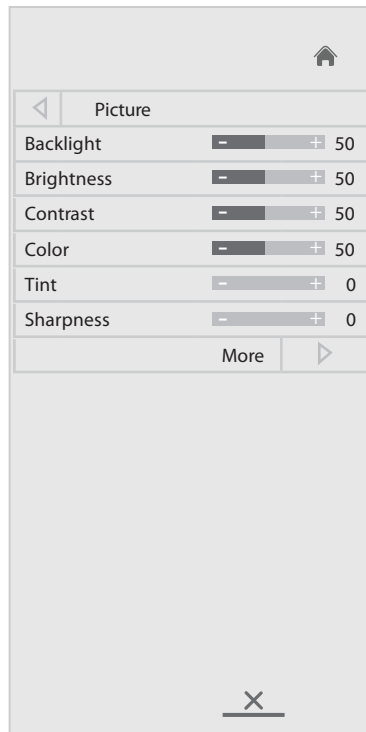 Picture
Backlight - + 50
Brightness - + 50
Contrast - + 50
Color - + 50
Tint - + 0
Sharpness - + 0
More